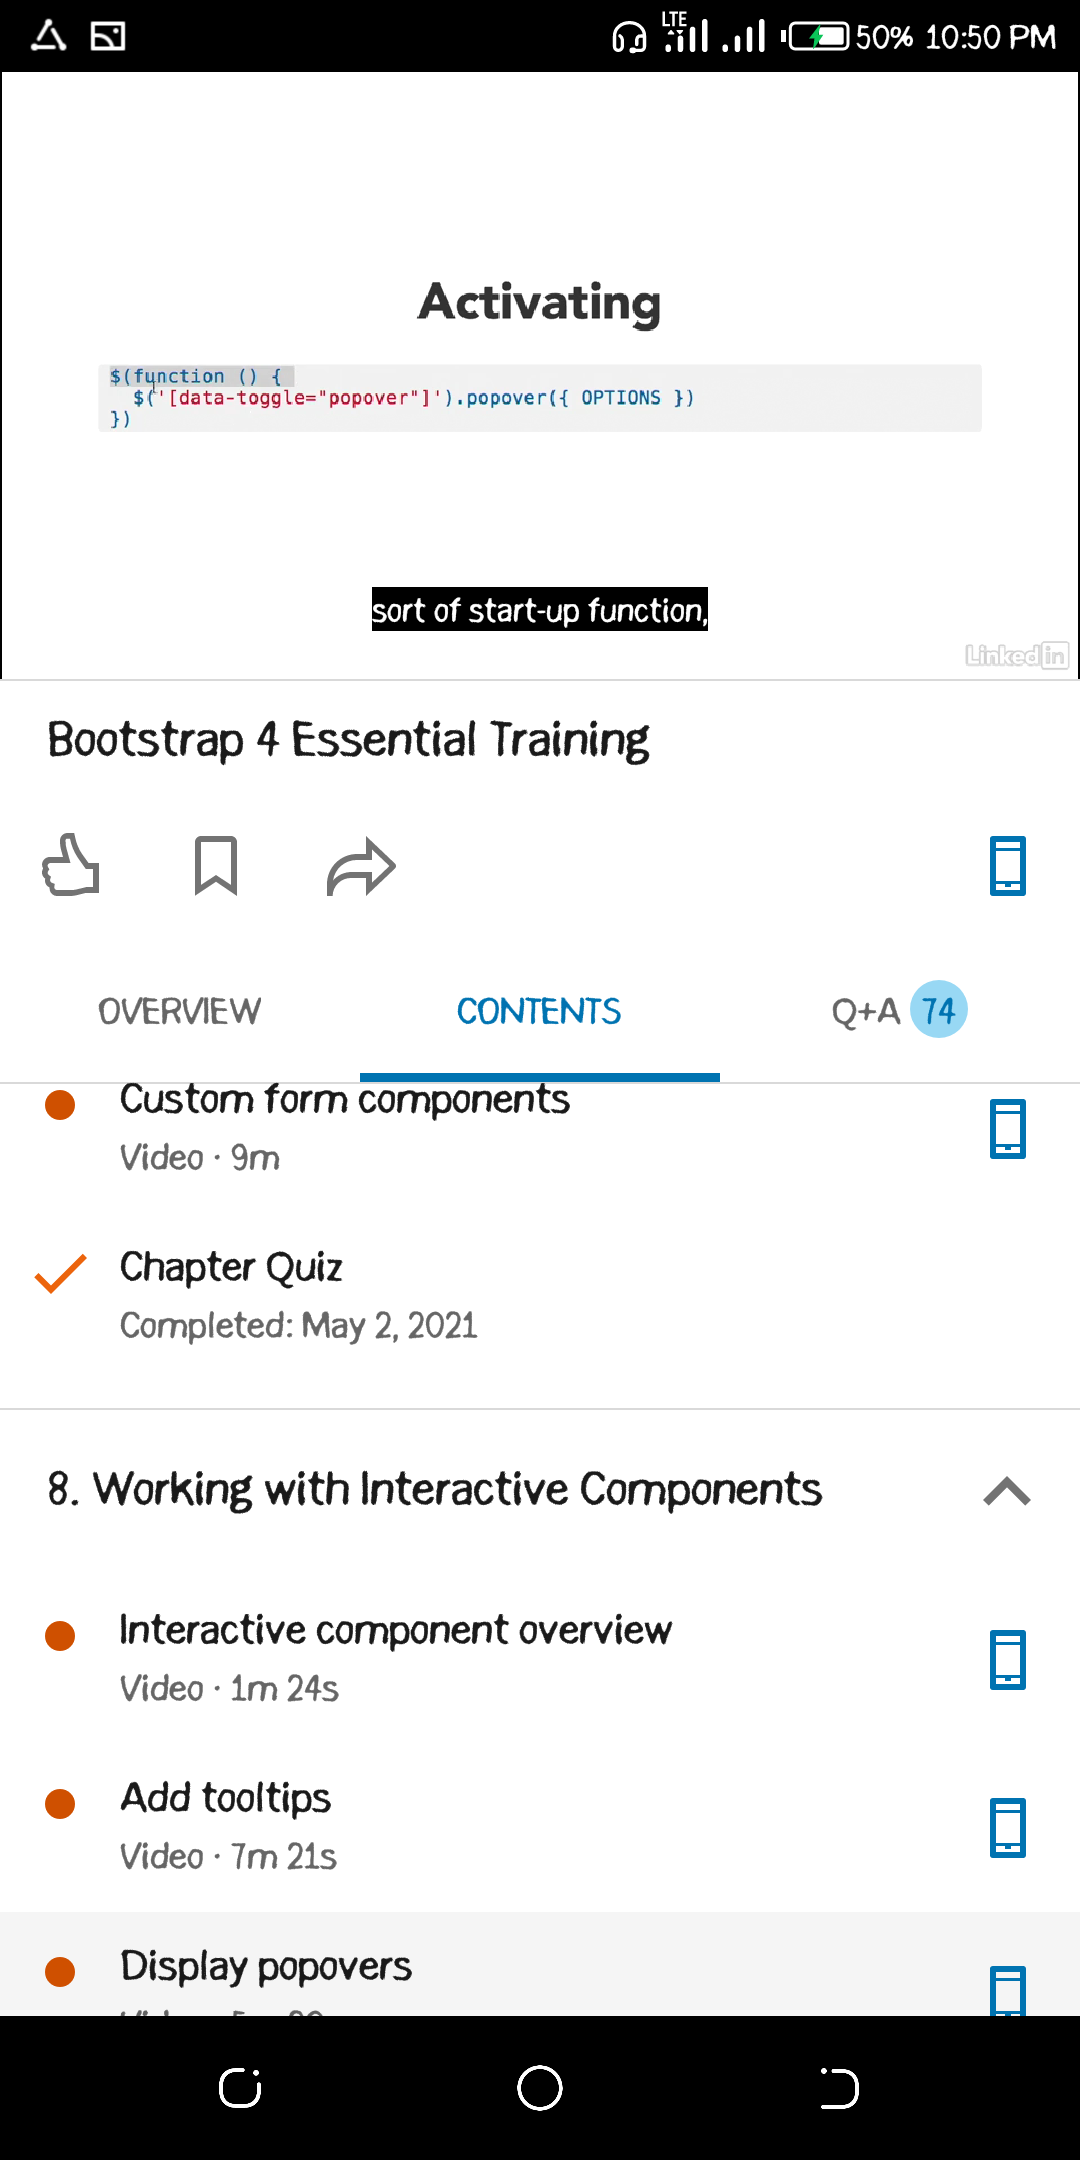 LTE
50% 10:50 PM
Activating
$(function () {
$('[data-toggle="popover"]').popover({ OPTIONS })
})
sort of start-up function,
Linked in
Bootstrap 4 Essential Training
OVERVIEW
CONTENTS
Q+A 74
Custom form components
Video · 9m
Chapter Quiz
Completed: May 2, 2021
8. Working with Interactive Components
Interactive component overview
Video · 1m 24s
Add tooltips
Video · 7m 21s
Display popovers